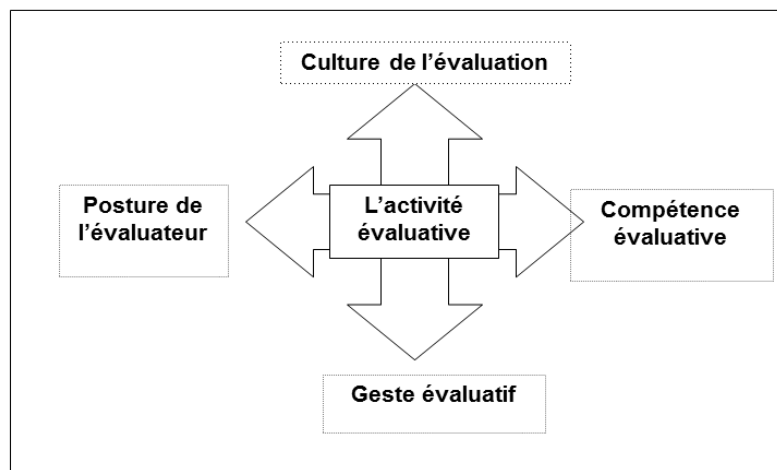 Culture de l’évaluation
Posture de
l’évaluateur
L’activité
évaluative
Compétence
évaluative
Geste évaluatif